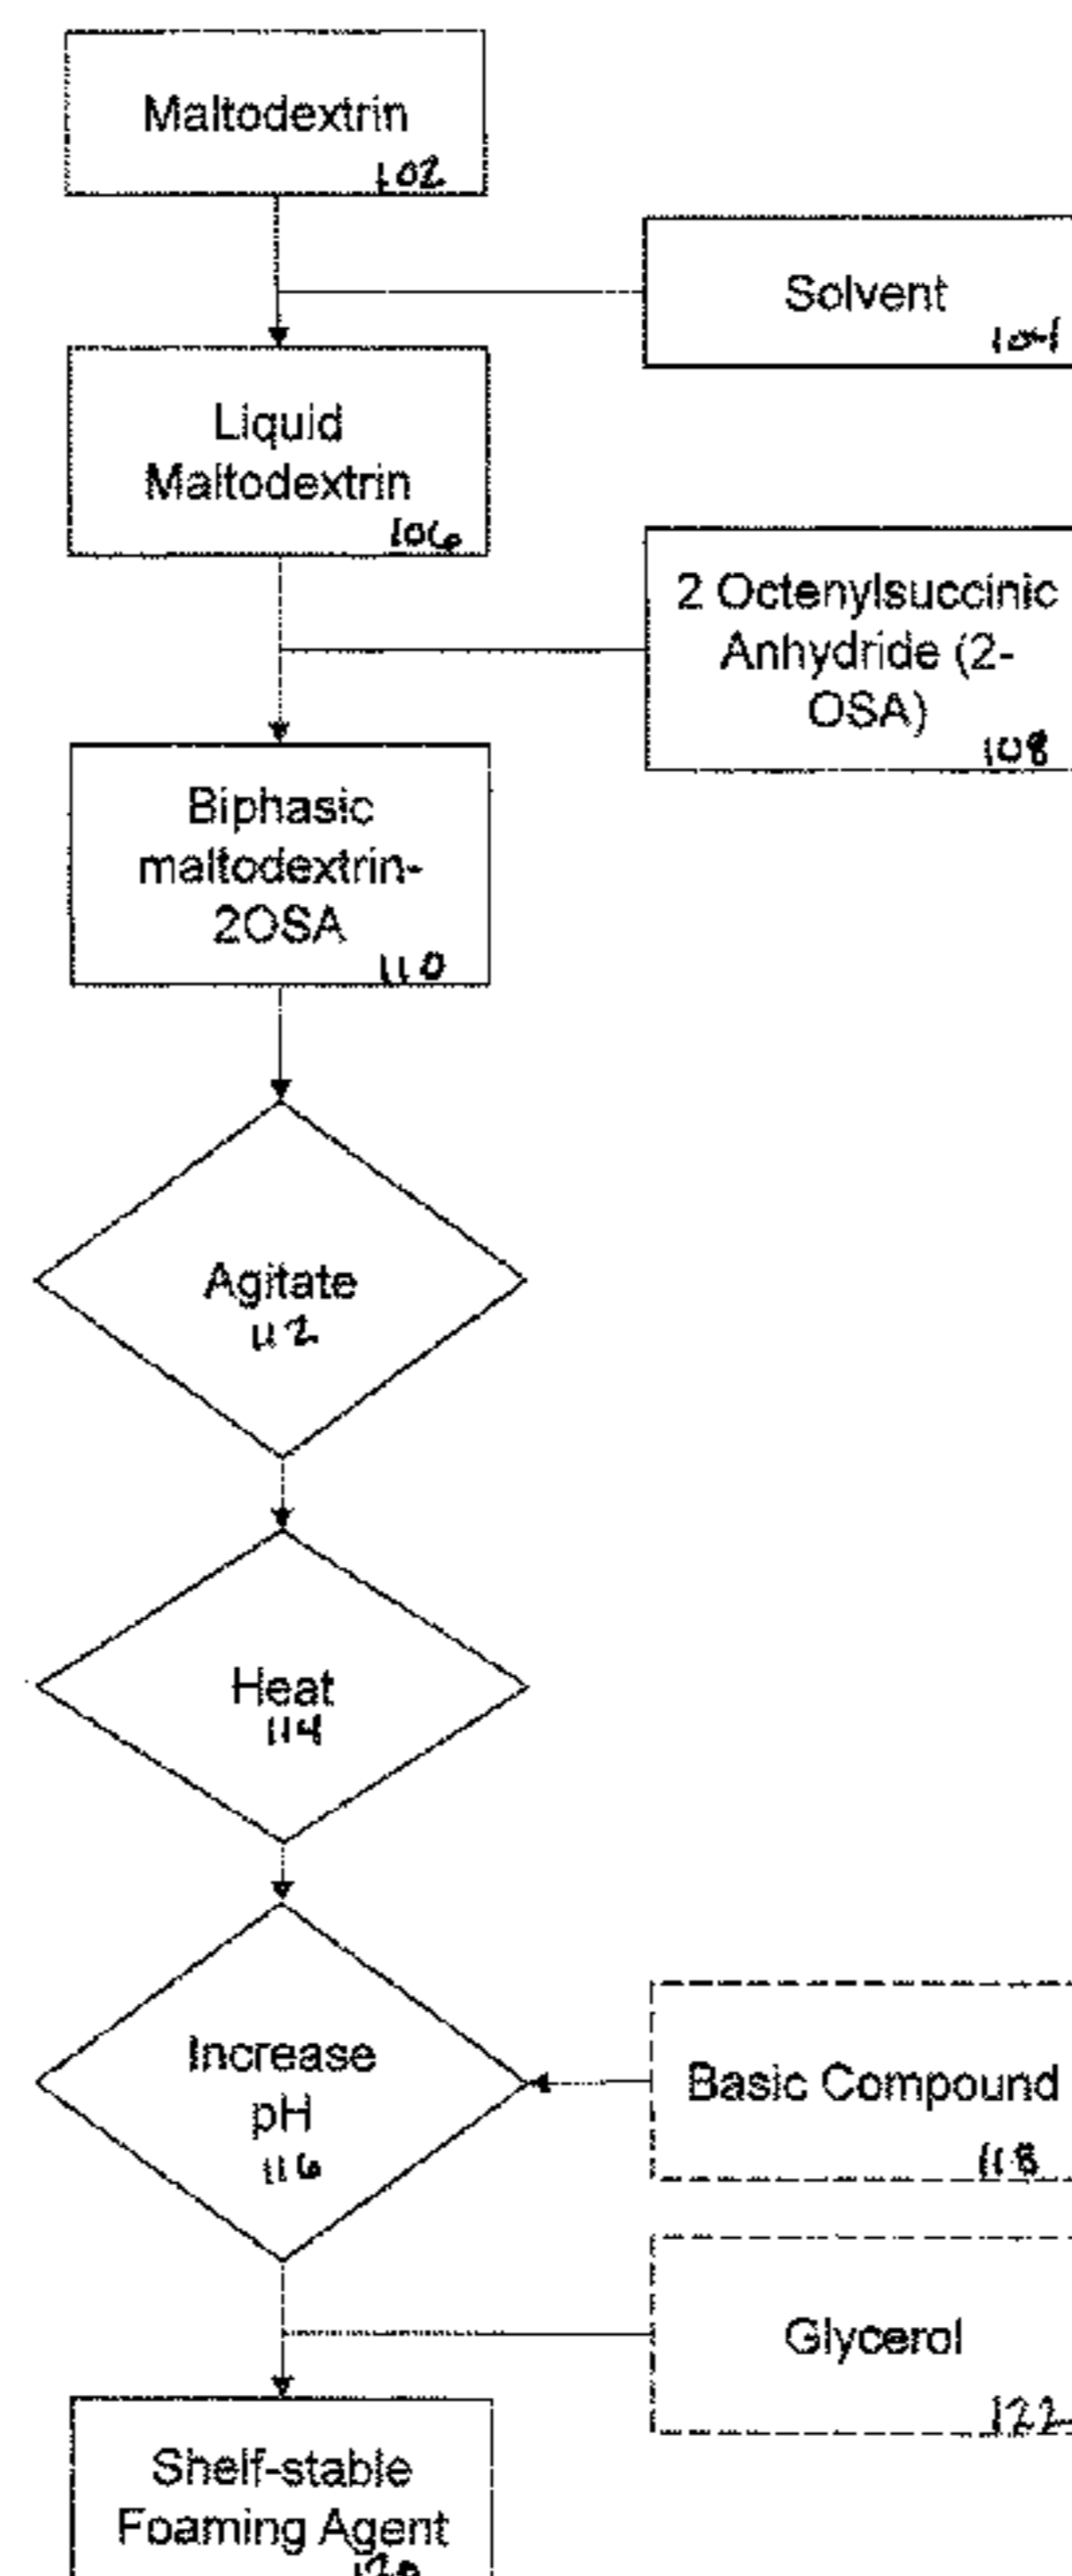 Maltodextrin
102
Solvent
104
Liquid
Maltodextrin
106
2 Octenylsuccinic
Anhydride (2-
OSA)
108
Biphasic
maltodextrin-
2OSA
110
Agitate
112
Heat
114
Increase
pH
116
Basic Compound
118
Glycerol
122
Shelf-stable
Foaming Agent
120